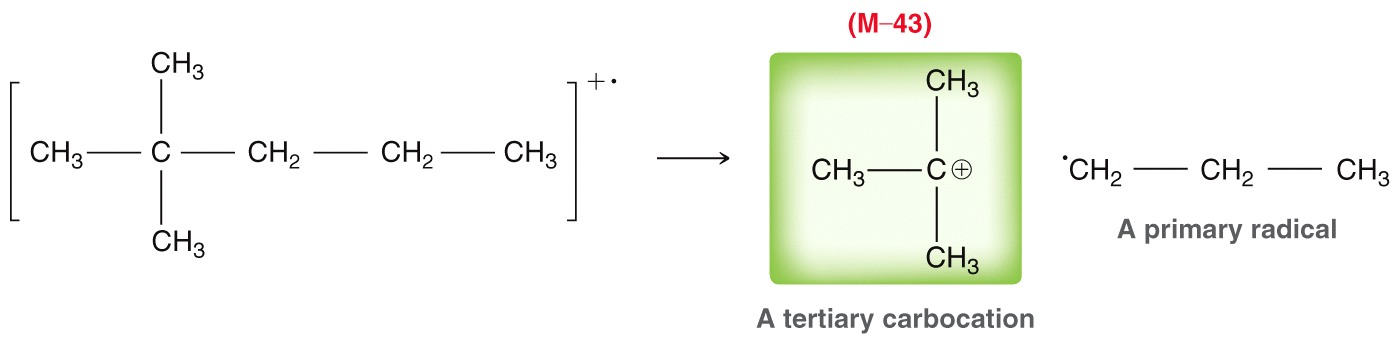 (M–43)
CH3
CH3
CH3 C CH2 CH2 CH3 + •
CH3 C ⊕ •CH2 CH2 CH3
A primary radical
CH3
CH3
A tertiary carbocation